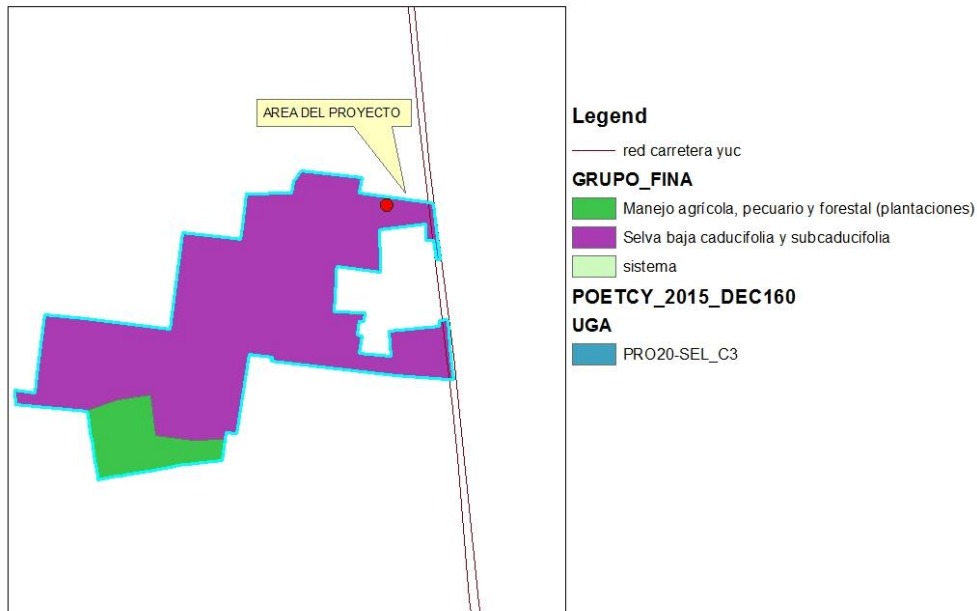 AREA DEL PROYECTO
Legend
red carretera yuc
GRUPO_FINA
Manejo agrícola, pecuario y forestal (plantaciones)
Selva baja caducifolia y subcaducifolia
sistema
POETCY_2015_DEC160
UGA
PRO20-SEL_C3